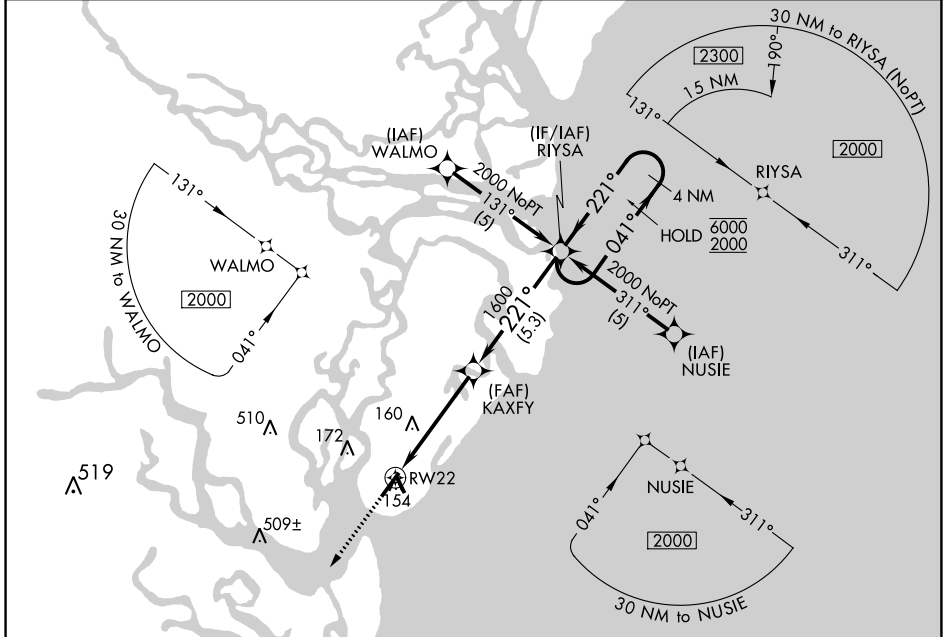 30 NM to RIYSA (NoPT)
2300
190°
15 NM
131°
2000
RIYSA
311°
(IAF)
WALMO
(IF/IAF)
RIYSA
2000 NoPT
131°
(5)
221°
041°
4 NM
HOLD
6000
2000
2000 NoPT
311°
(5)
(IAF)
NUSIE
131°
WALMO
2000
041°
30 NM to WALMO
1600
221°
(5.3)
(FAF)
KAXFY
510
172
160
519
509±
RW22
154
NUSIE
041°
311°
2000
30 NM to NUSIE